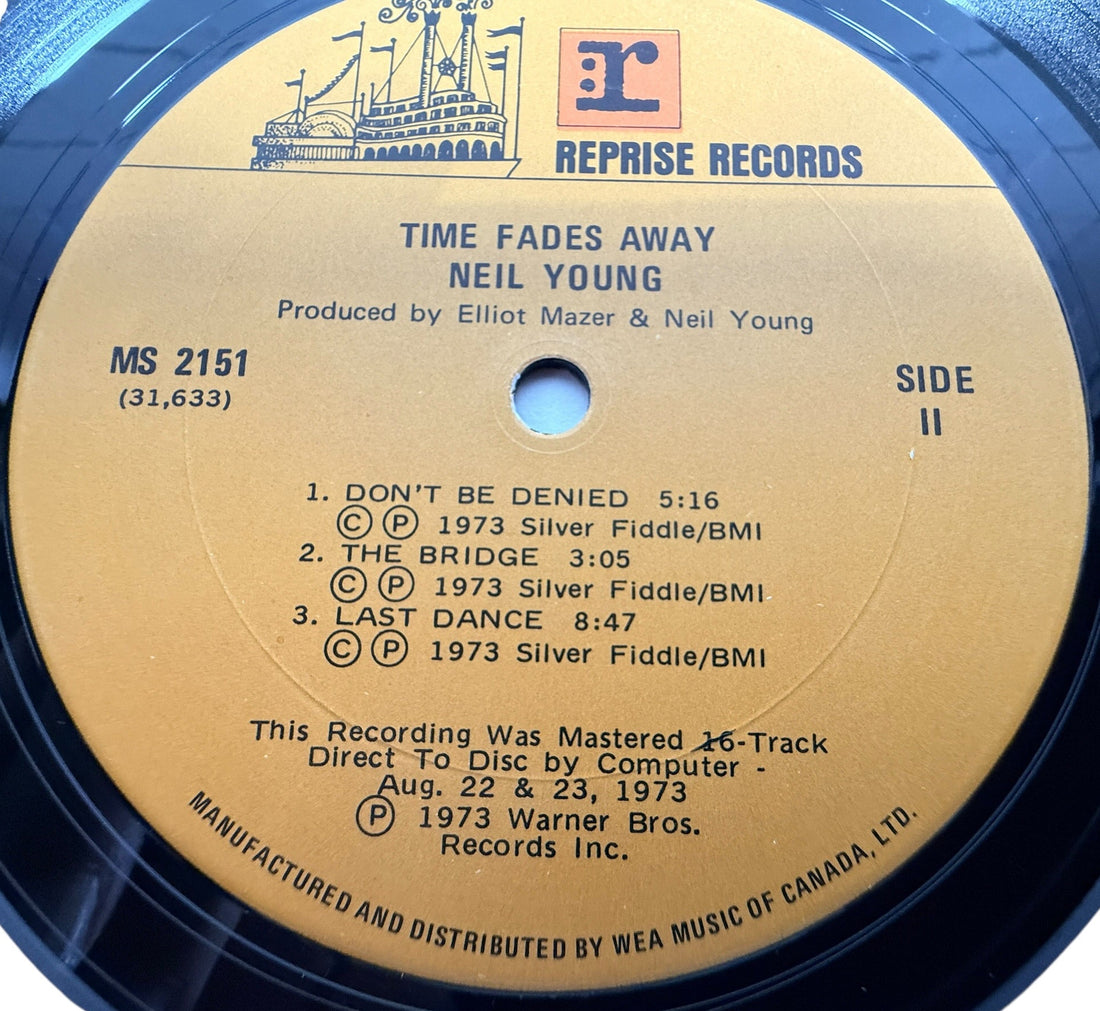 r
REPRISE RECORDS
TIME FADES AWAY
NEIL YOUNG
Produced by Elliot Mazer & Neil Young
MS 2151
(31,633)
SIDE
II
1. DON'T BE DENIED 5:16
Ⓒ Ⓟ 1973 Silver Fiddle/BMI
2. THE BRIDGE 3:05
Ⓒ Ⓟ 1973 Silver Fiddle/BMI
3. LAST DANCE 8:47
Ⓒ Ⓟ 1973 Silver Fiddle/BMI
This Recording Was Mastered 16-Track
Direct To Disc by Computer -
Aug. 22 & 23, 1973
Ⓟ 1973 Warner Bros.
Records Inc.
MANUFACTURED AND DISTRIBUTED BY WEA MUSIC OF CANADA, LTD.